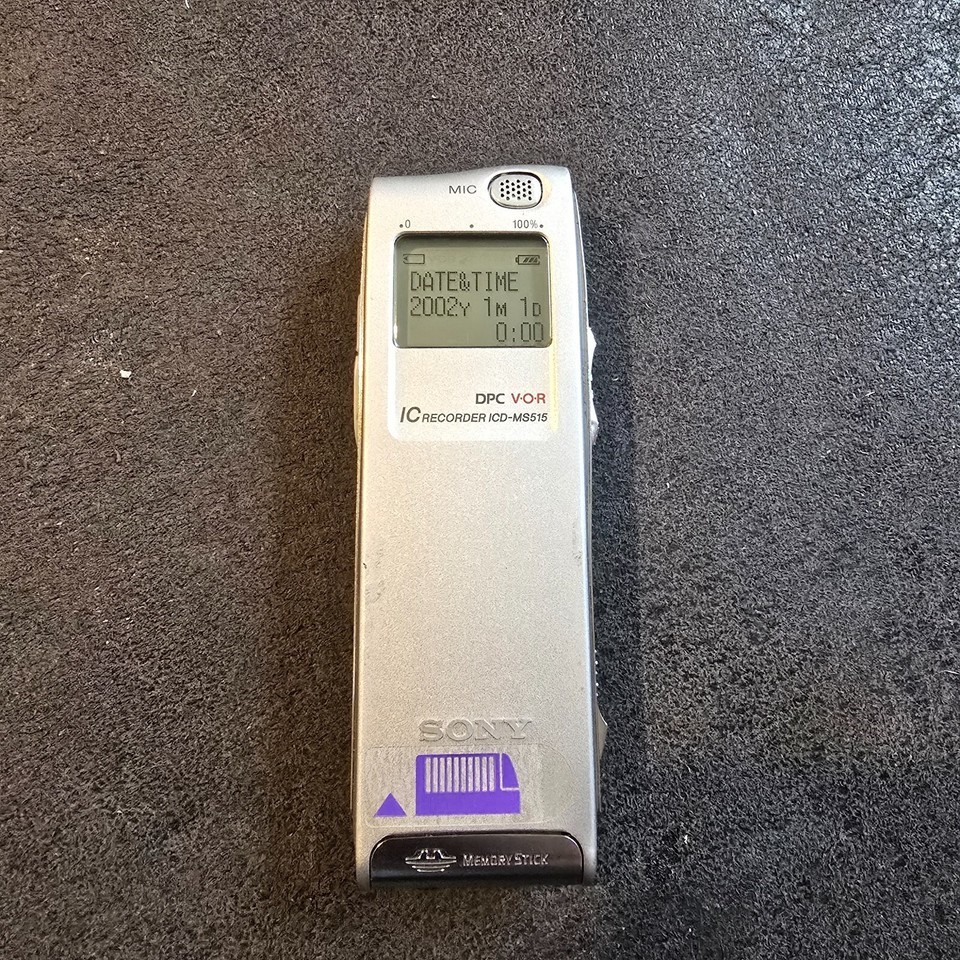 MIC
0 100%
DATE&TIME
2002Y 1M 1D
0:00
DPC V·O·R
IC RECORDER ICD-MS515
SONY
MEMORY STICK